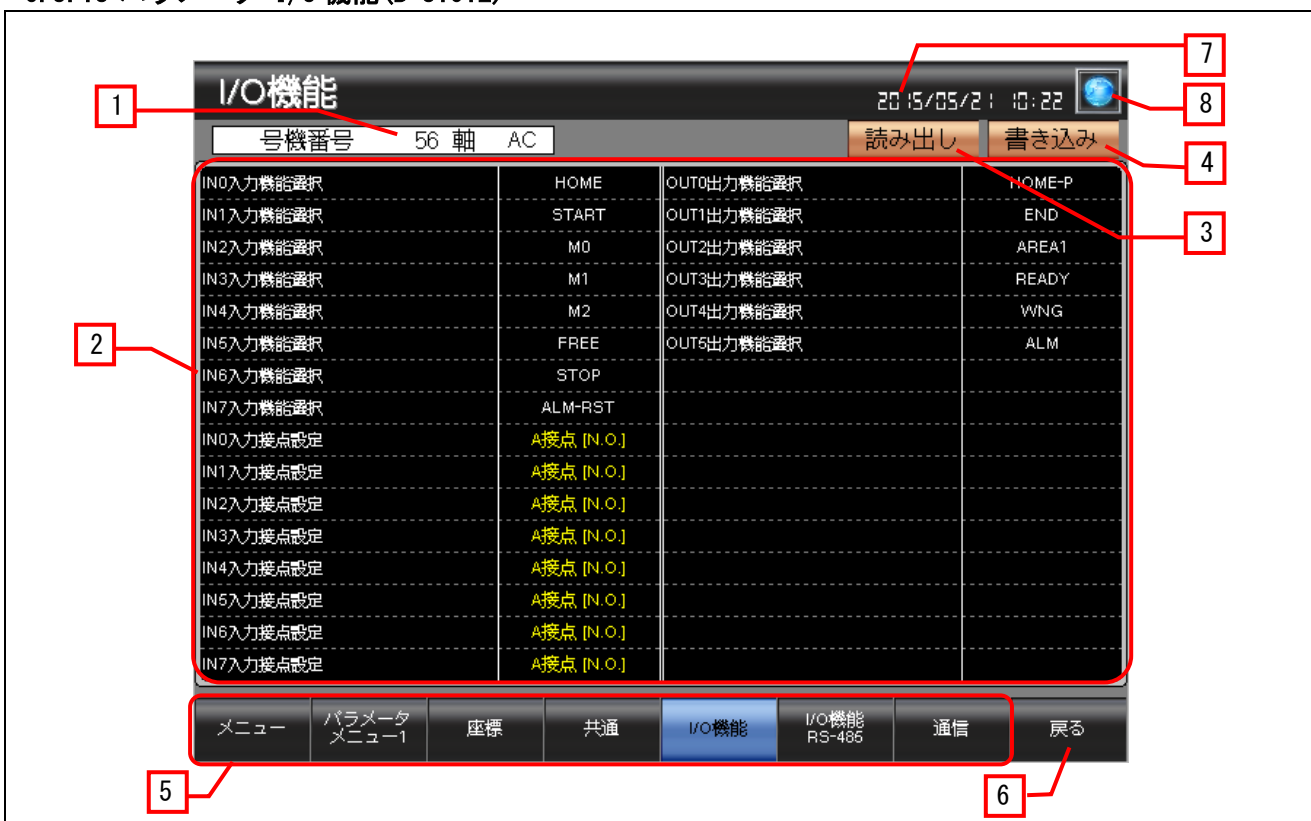 I/O機能
2015/05/21 10:22
号機番号 56 軸 AC
読み出し 書き込み
IN0入力機能選択 HOME OUT0出力機能選択 HOME-P
IN1入力機能選択 START OUT1出力機能選択 END
IN2入力機能選択 M0 OUT2出力機能選択 AREA1
IN3入力機能選択 M1 OUT3出力機能選択 READY
IN4入力機能選択 M2 OUT4出力機能選択 WNG
IN5入力機能選択 FREE OUT5出力機能選択 ALM
IN6入力機能選択 STOP
IN7入力機能選択 ALM-RST
IN0入力接点設定 A接点 [N.O.]
IN1入力接点設定 A接点 [N.O.]
IN2入力接点設定 A接点 [N.O.]
IN3入力接点設定 A接点 [N.O.]
IN4入力接点設定 A接点 [N.O.]
IN5入力接点設定 A接点 [N.O.]
IN6入力接点設定 A接点 [N.O.]
IN7入力接点設定 A接点 [N.O.]
メニュー
パラメータ
メニュー1
座標
共通
I/O機能
I/O機能
RS-485
通信
戻る
1
2
3
4
5
6
7
8